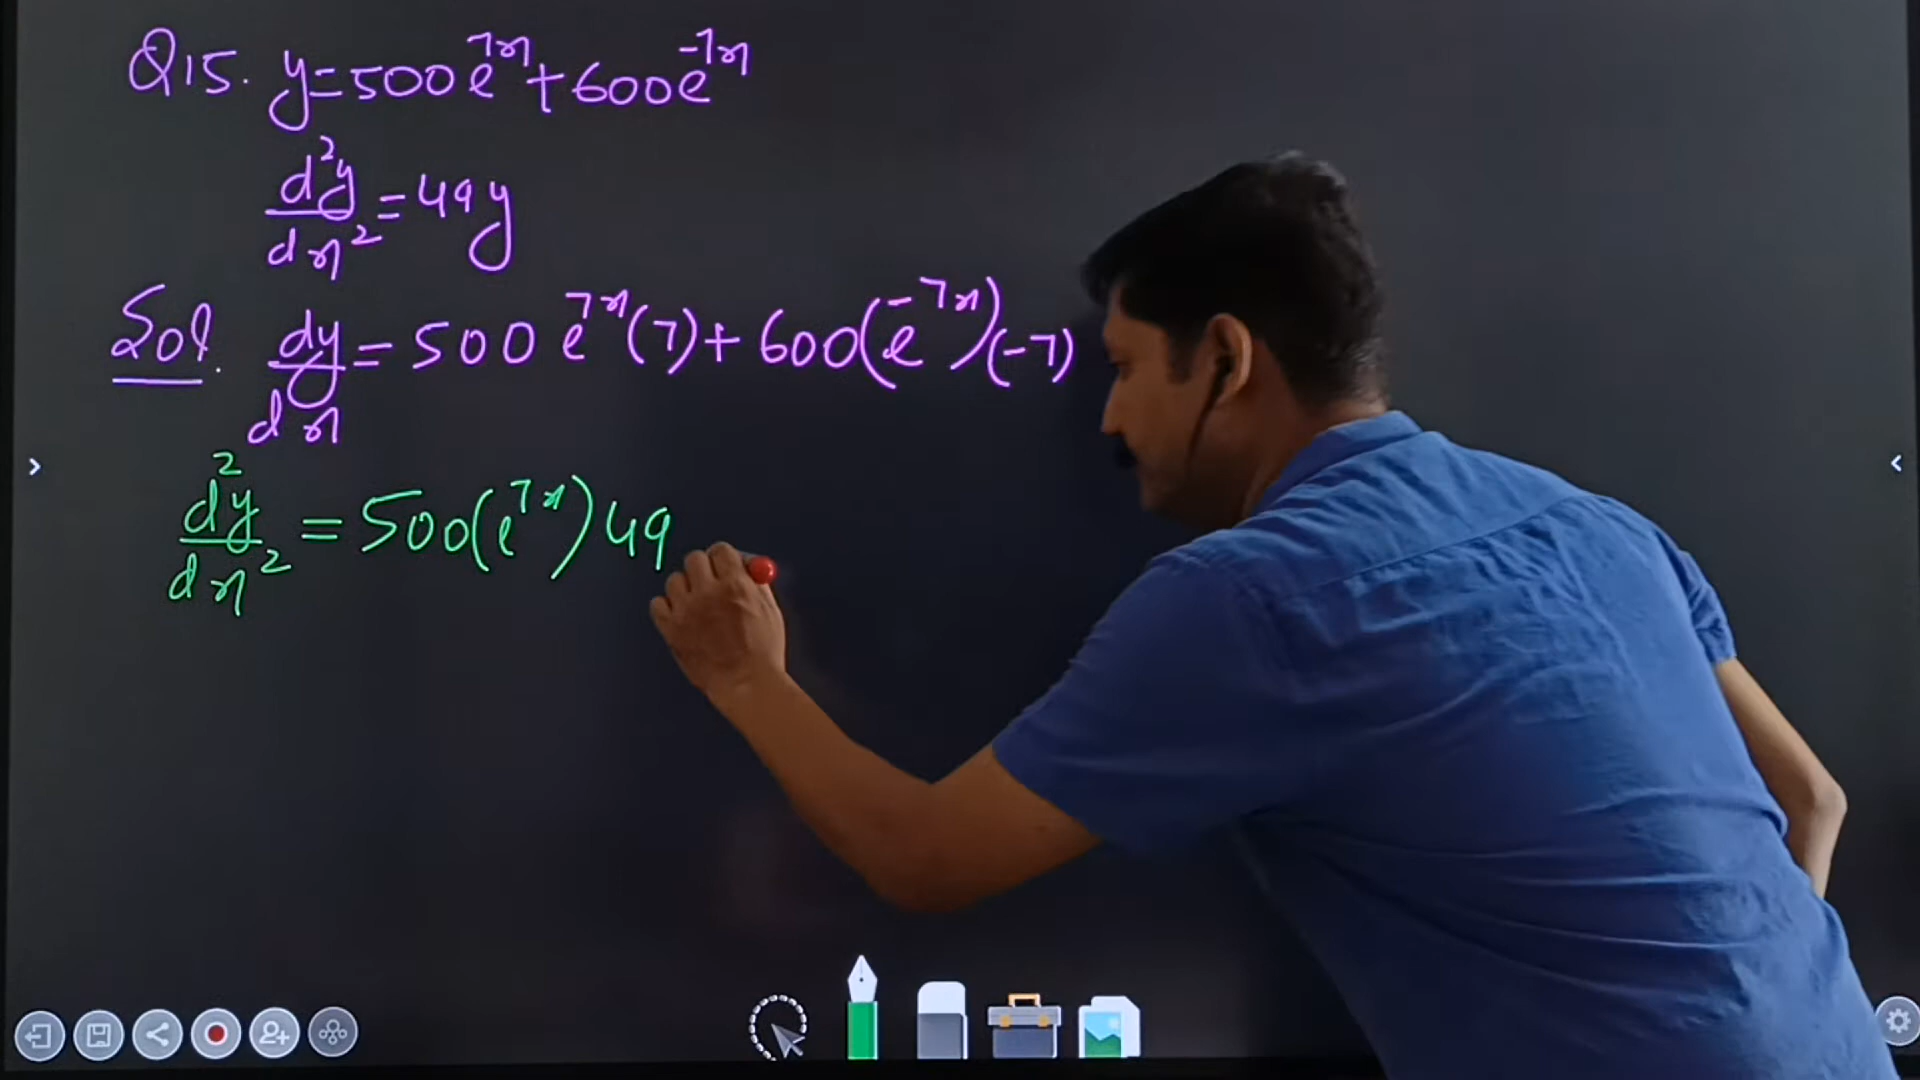 Q15. y=500e^{7x}+600e^{-7x}
d²y/dx²=49y
Sol. dy/dx=500 e^{7x}(7)+600(e^{-7x})(-7)
d²y/dx²=500(e^{7x})49